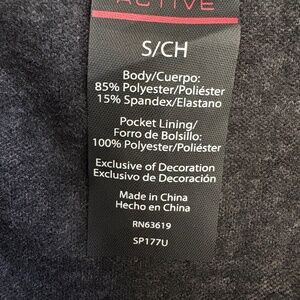 ACTIVE
S/CH
Body/Cuerpo:
85% Polyester/Poliéster
15% Spandex/Elastano
Pocket Lining/
Forro de Bolsillo:
100% Polyester/Poliéster
Exclusive of Decoration
Exclusivo de Decoración
Made in China
Hecho en China
RN63619
SP177U